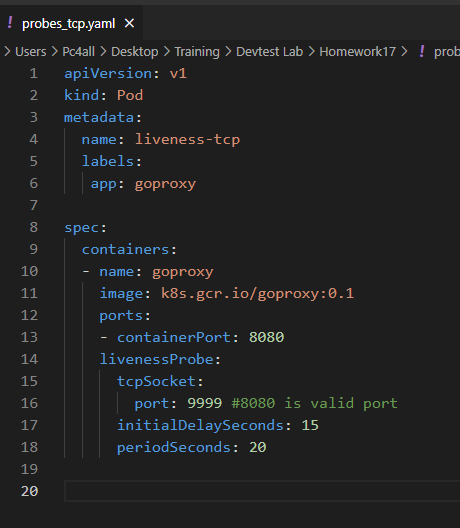 ! probes_tcp.yaml ×
> Users > Pc4all > Desktop > Training > Devtest Lab > Homework17 > ! prob
1 apiVersion: v1
2 kind: Pod
3 metadata:
4   name: liveness-tcp
5   labels:
6    app: goproxy
7
8 spec:
9   containers:
10   - name: goproxy
11     image: k8s.gcr.io/goproxy:0.1
12     ports:
13     - containerPort: 8080
14     livenessProbe:
15       tcpSocket:
16         port: 9999 #8080 is valid port
17       initialDelaySeconds: 15
18       periodSeconds: 20
19
20